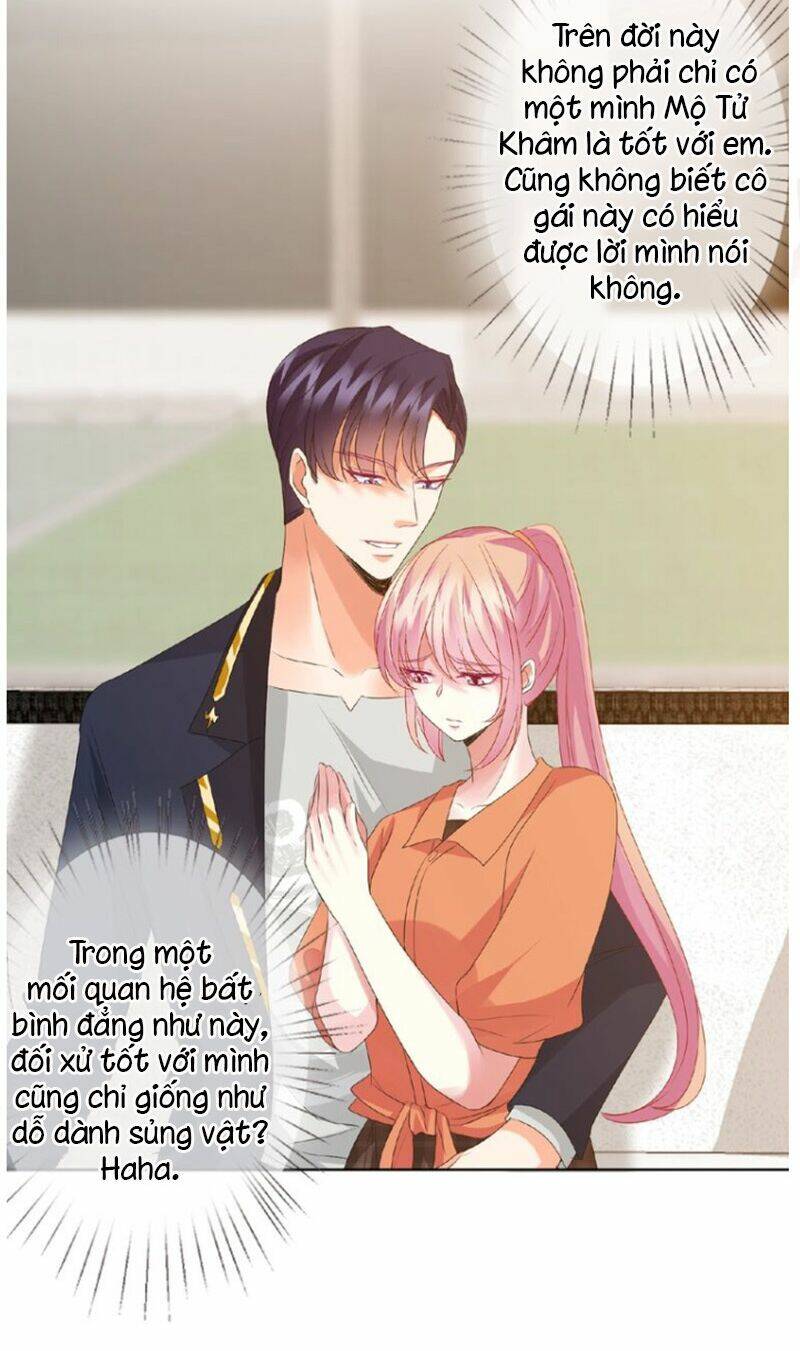 Trên đời này
không phải chỉ có
một mình Mộ Tử
Khâm là tốt với em.
Cũng không biết cô
gái này có hiểu
được lời mình nói
không.
Trong một
mối quan hệ bất
bình đẳng như này,
đối xử tốt với mình
cũng chỉ giống như
dỗ dành sủng vật?
Haha.